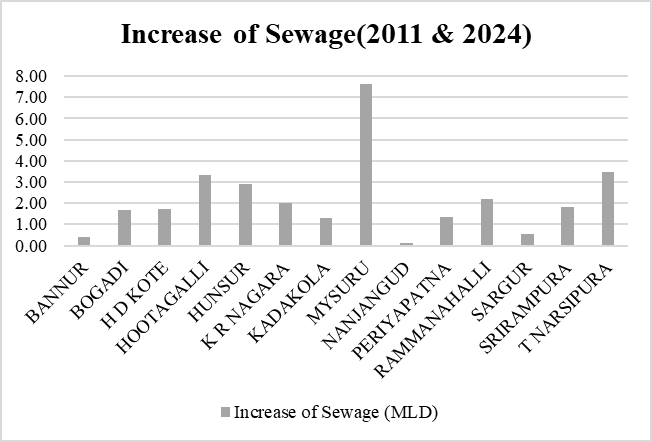 Increase of Sewage(2011 & 2024)
8.00
7.00
6.00
5.00
4.00
3.00
2.00
1.00
0.00
BANNUR
BOGADI
H D KOTE
HOOTAGALLI
HUNSUR
K R NAGARA
KADAKOLA
MYSURU
NANJANGUD
PERIYAPATNA
RAMMANAHALLI
SARGUR
SRIRAMPURA
T NARSIPURA
Increase of Sewage (MLD)